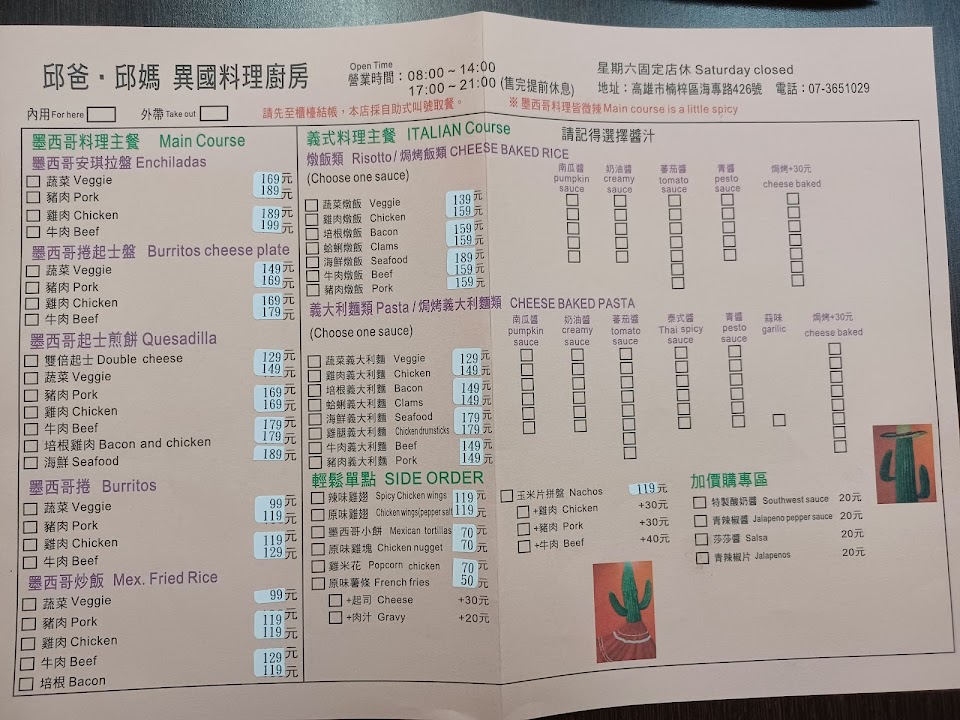 邱爸·邱媽 異國料理廚房
Open Time
營業時間：08:00~14:00
17:00~21:00 (售完提前休息)
星期六固定店休 Saturday closed
地址：高雄市楠梓區海專路426號 電話：07-3651029
內用 For here 外帶 Take out
請先至櫃檯結帳，本店採自助式叫號取餐。
※ 墨西哥料理皆微辣 Main course is a little spicy
墨西哥料理主餐 Main Course
墨西哥安琪拉盤 Enchiladas
蔬菜 Veggie 169元
豬肉 Pork 189元
雞肉 Chicken 189元
牛肉 Beef 199元
墨西哥捲起士盤 Burritos cheese plate
蔬菜 Veggie 149元
豬肉 Pork 169元
雞肉 Chicken 169元
牛肉 Beef 179元
墨西哥起士煎餅 Quesadilla
雙倍起士 Double cheese 129元
蔬菜 Veggie 149元
豬肉 Pork 169元
雞肉 Chicken 169元
牛肉 Beef 179元
培根雞肉 Bacon and chicken 179元
海鮮 Seafood 189元
墨西哥捲 Burritos
蔬菜 Veggie 99元
豬肉 Pork 119元
雞肉 Chicken 119元
牛肉 Beef 129元
墨西哥炒飯 Mex. Fried Rice
蔬菜 Veggie 99元
豬肉 Pork 119元
雞肉 Chicken 119元
牛肉 Beef 129元
培根 Bacon 119元
義式料理主餐 ITALIAN Course
請記得選擇醬汁
燉飯類 Risotto/焗烤飯類 CHEESE BAKED RICE
(Choose one sauce)
南瓜醬 奶油醬 蕃茄醬 青醬 焗烤+30元
pumpkin creamy tomato pesto cheese baked
sauce sauce sauce sauce
蔬菜燉飯 Veggie 139元
雞肉燉飯 Chicken 159元
培根燉飯 Bacon 159元
蛤蜊燉飯 Clams 159元
海鮮燉飯 Seafood 189元
牛肉燉飯 Beef 159元
豬肉燉飯 Pork 159元
義大利麵類 Pasta/焗烤義大利麵類 CHEESE BAKED PASTA
(Choose one sauce)
南瓜醬 奶油醬 蕃茄醬 泰式醬 青醬 蒜味 焗烤+30元
pumpkin creamy tomato Thai spicy pesto garlic cheese baked
sauce sauce sauce sauce sauce
蔬菜義大利麵 Veggie 129元
雞肉義大利麵 Chicken 149元
培根義大利麵 Bacon 149元
蛤蜊義大利麵 Clams 149元
海鮮義大利麵 Seafood 179元
雞腿義大利麵 Chicken drumsticks 179元
牛肉義大利麵 Beef 149元
豬肉義大利麵 Pork 149元
輕鬆單點 SIDE ORDER
辣味雞翅 Spicy Chicken wings 119元
原味雞翅 Chicken wings(pepper salt 119元
墨西哥小餅 Mexican tortillas 70元
原味雞塊 Chicken nugget 70元
雞米花 Popcorn chicken 70元
原味薯條 French fries 50元
+起司 Cheese +30元
+肉汁 Gravy +20元
玉米片拼盤 Nachos 119元
+雞肉 Chicken +30元
+豬肉 Pork +30元
+牛肉 Beef +40元
加價購專區
特製酸奶醬 Southwest sauce 20元
青辣椒醬 Jalapeno pepper sauce 20元
莎莎醬 Salsa 20元
青辣椒片 Jalapenos 20元